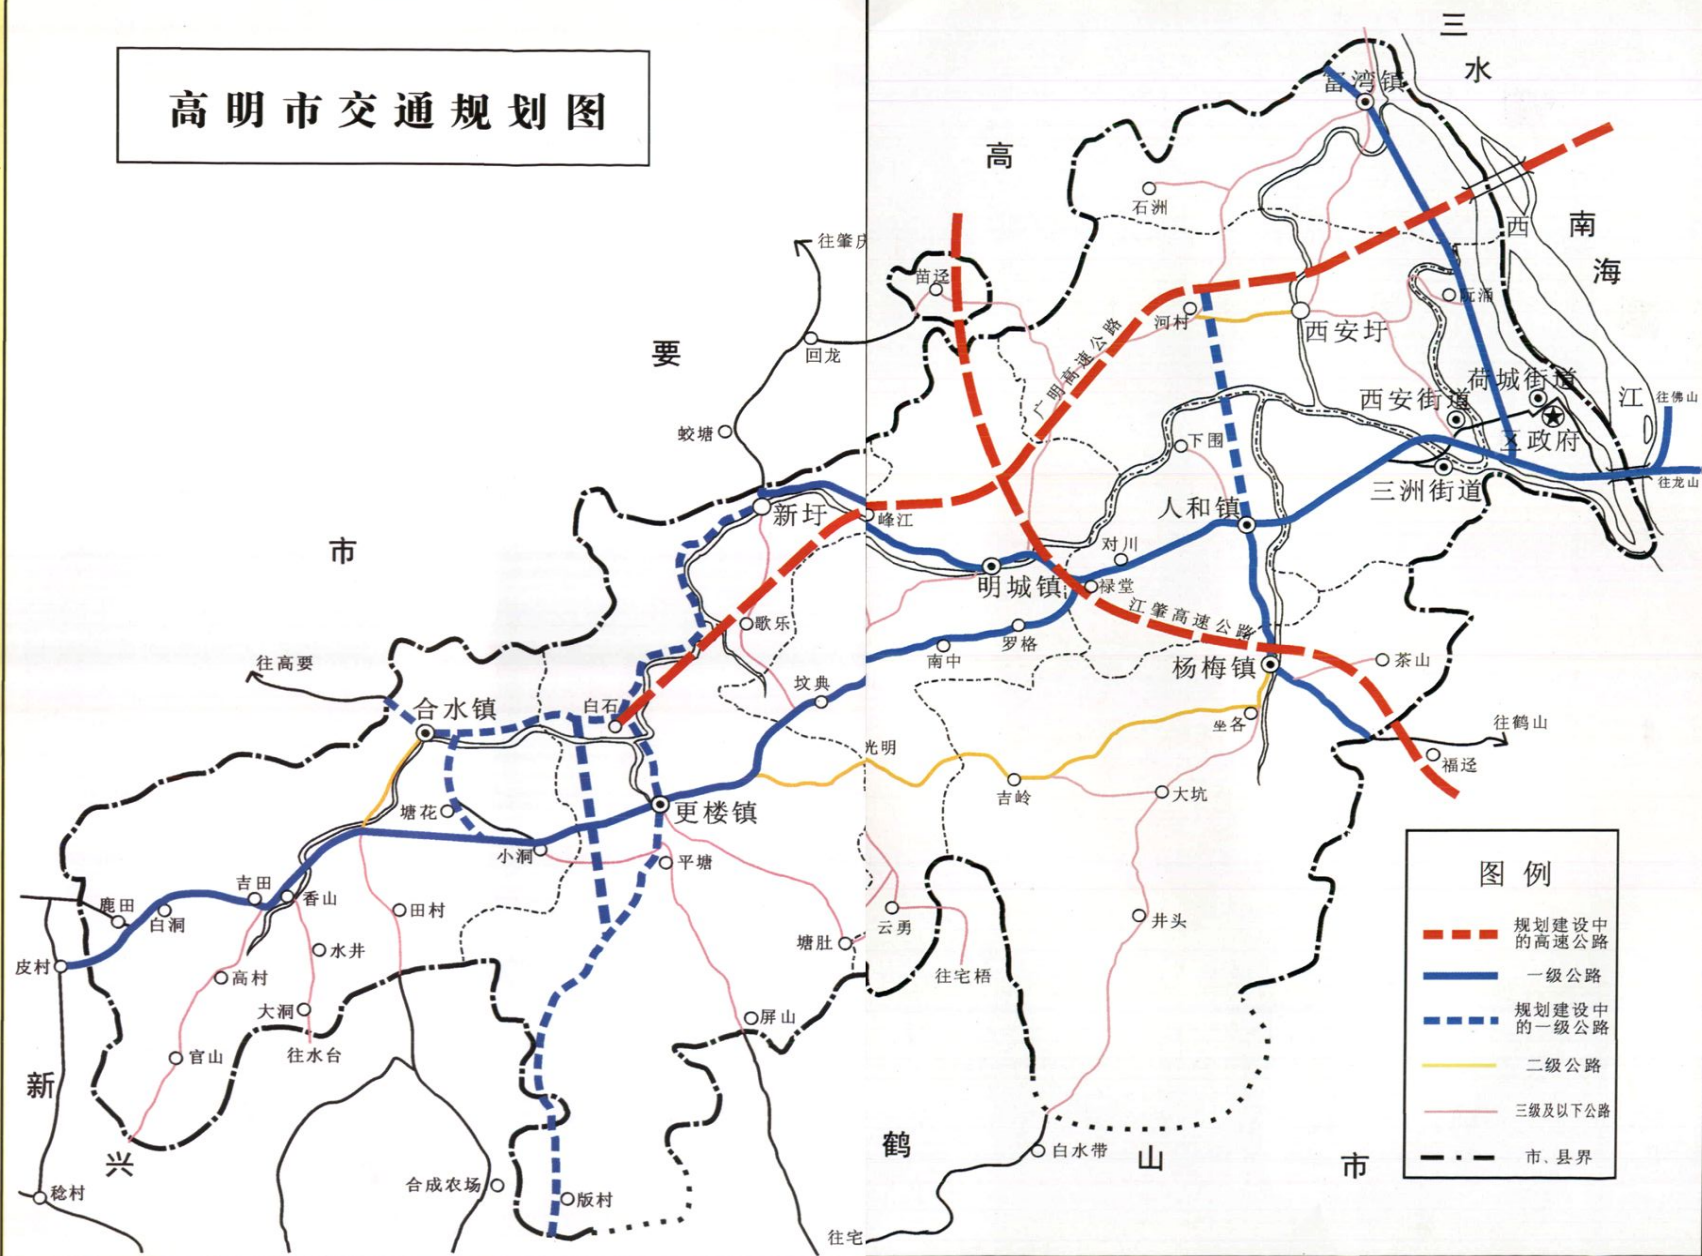 高明市交通规划图
三
水
富湾镇
高
石洲
往肇庆
西
南
海
苗迳
阮涌
河村
西安圩
广明高速公路
要
回龙
荷城街道
西安街道
江
往佛山
蛟塘
下围
区政府
三洲街道
往龙山
新圩
峰江
人和镇
市
对川
明城镇
禄堂
江肇高速公路
歌乐
罗格
南中
杨梅镇
茶山
往高要
坟典
合水镇
白石
坐各
往鹤山
光明
福迳
吉岭
大坑
塘花
更楼镇
小洞
平塘
图例
规划建设中
的高速公路
一级公路
规划建设中
的一级公路
二级公路
三级及以下公路
市、县界
吉田
香山
鹿田
白洞
田村
云勇
井头
水井
塘肚
皮村
高村
往宅梧
大洞
屏山
官山
往水台
新
兴
鹤
山
市
白水带
合成农场
版村
稔村
往宅